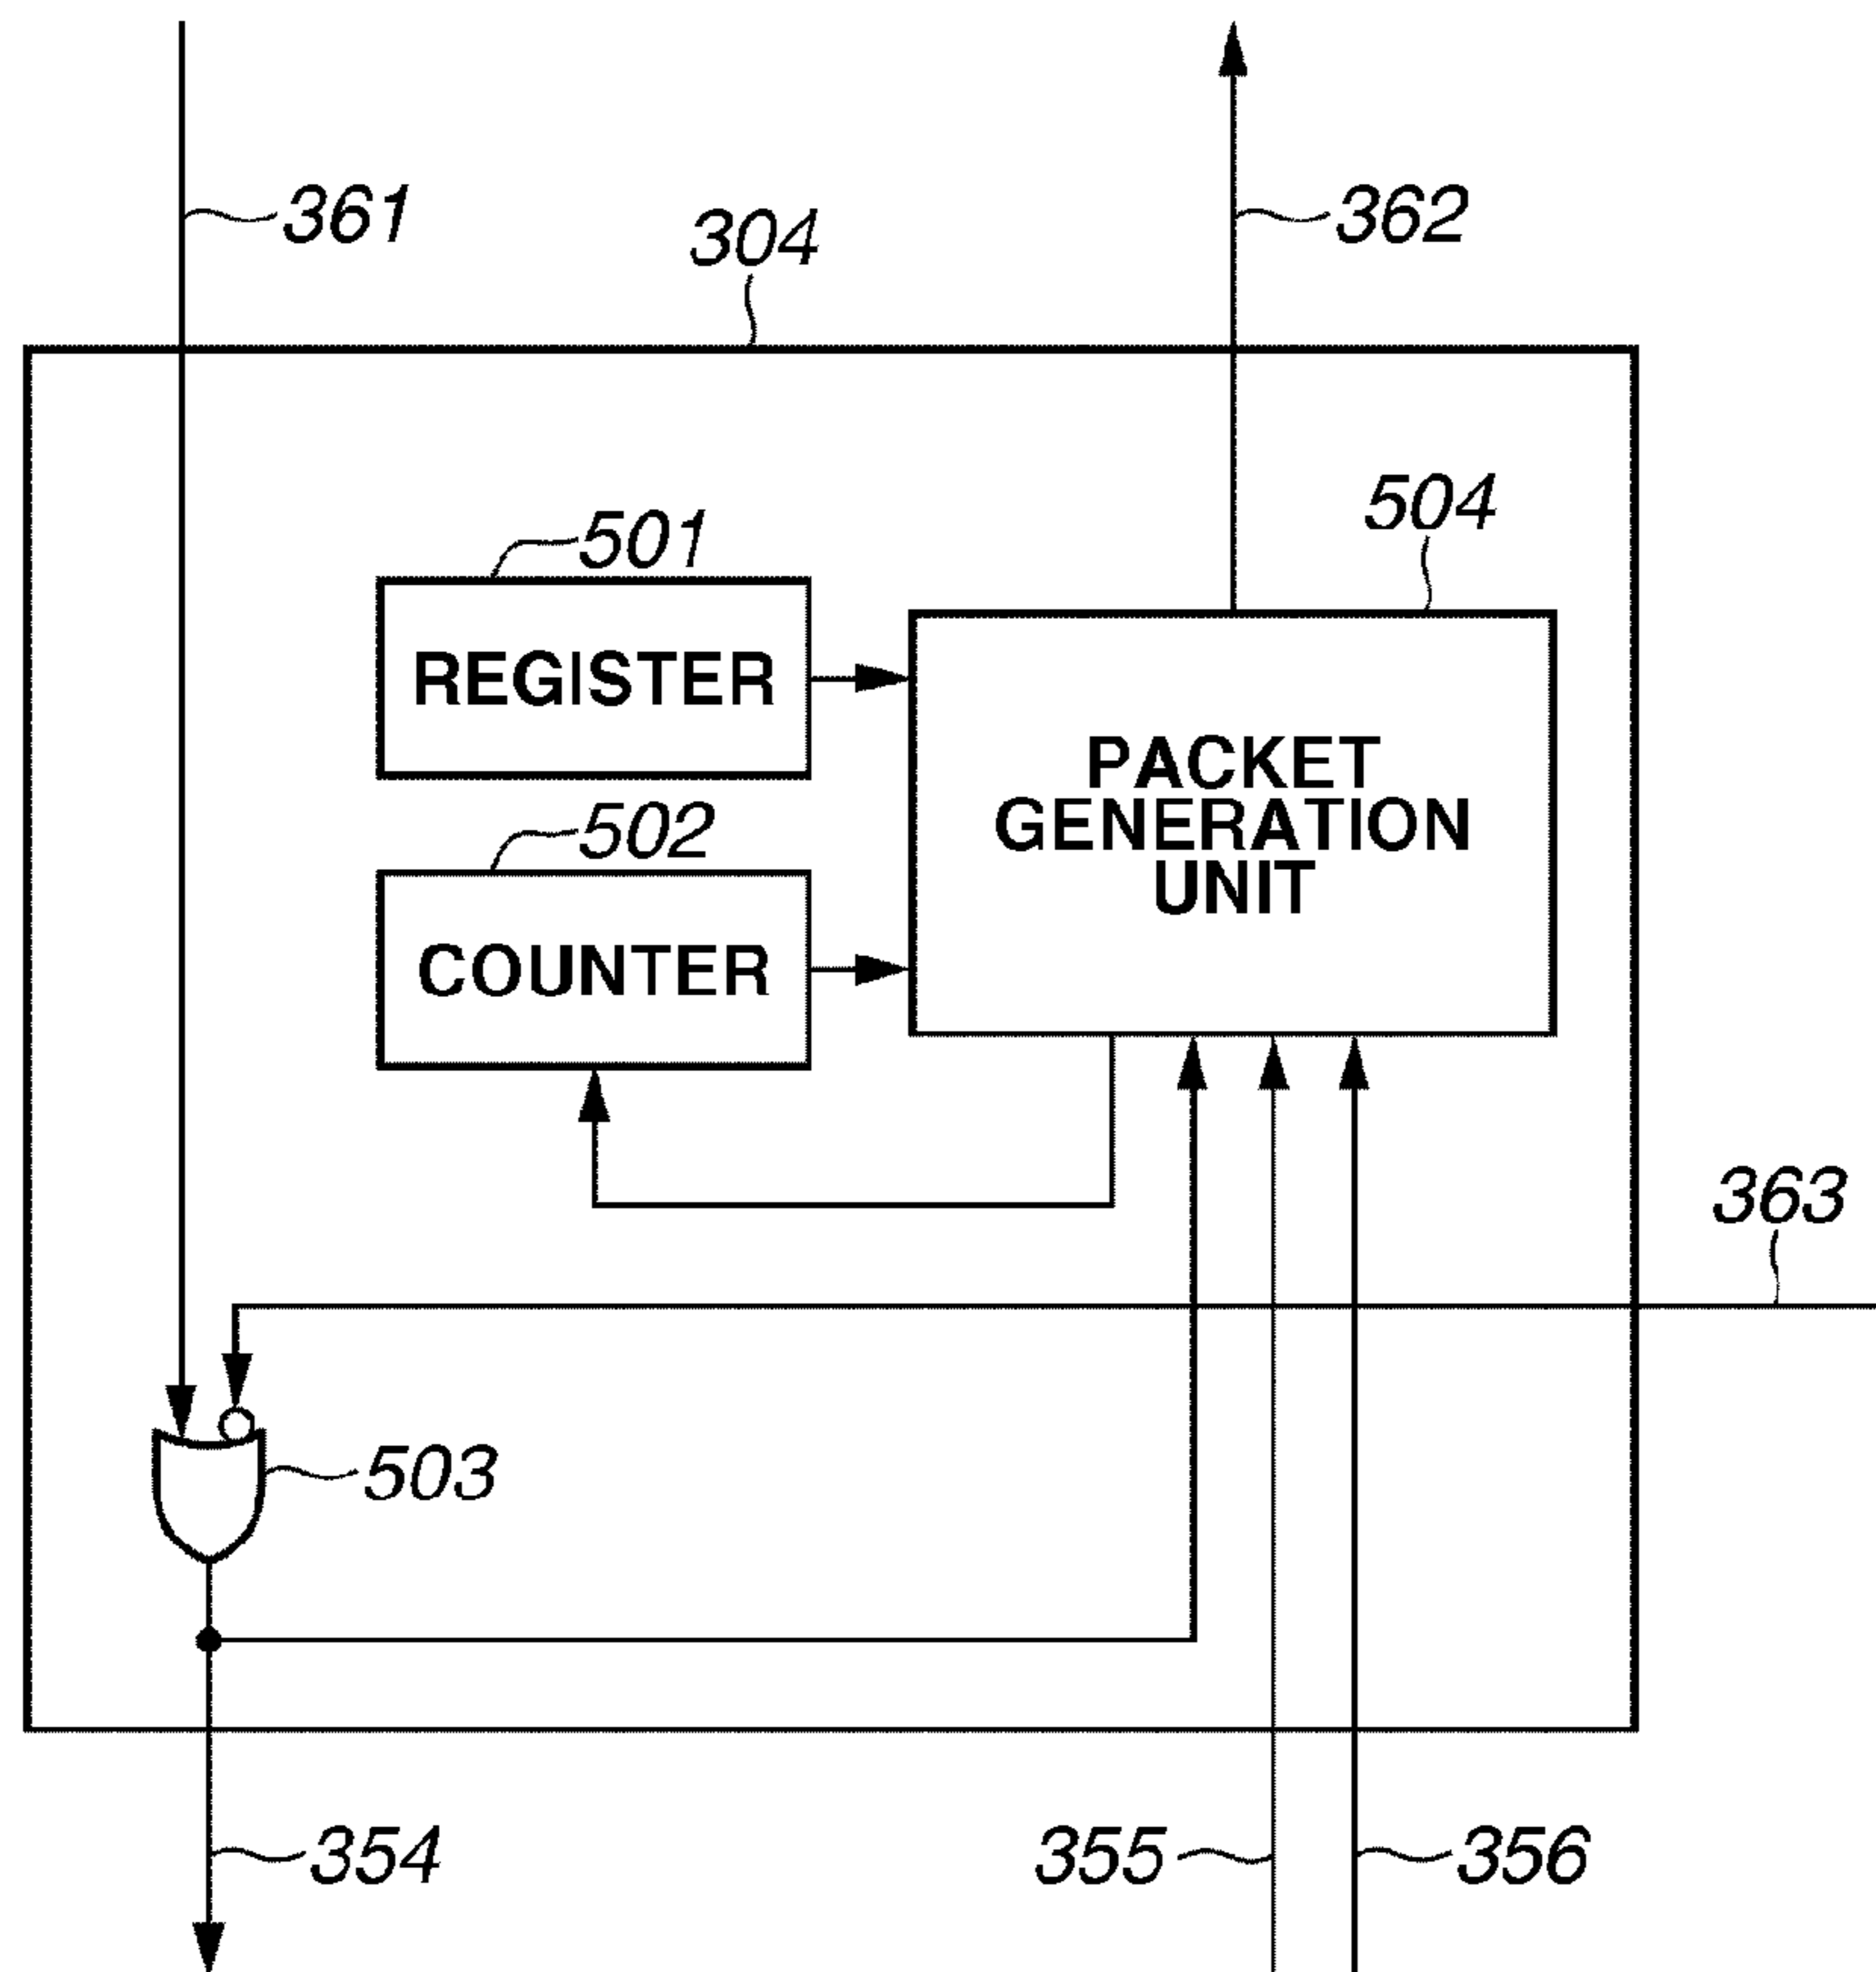 361
362
304
504
501
REGISTER
PACKET
GENERATION
UNIT
502
COUNTER
363
503
354
355
356